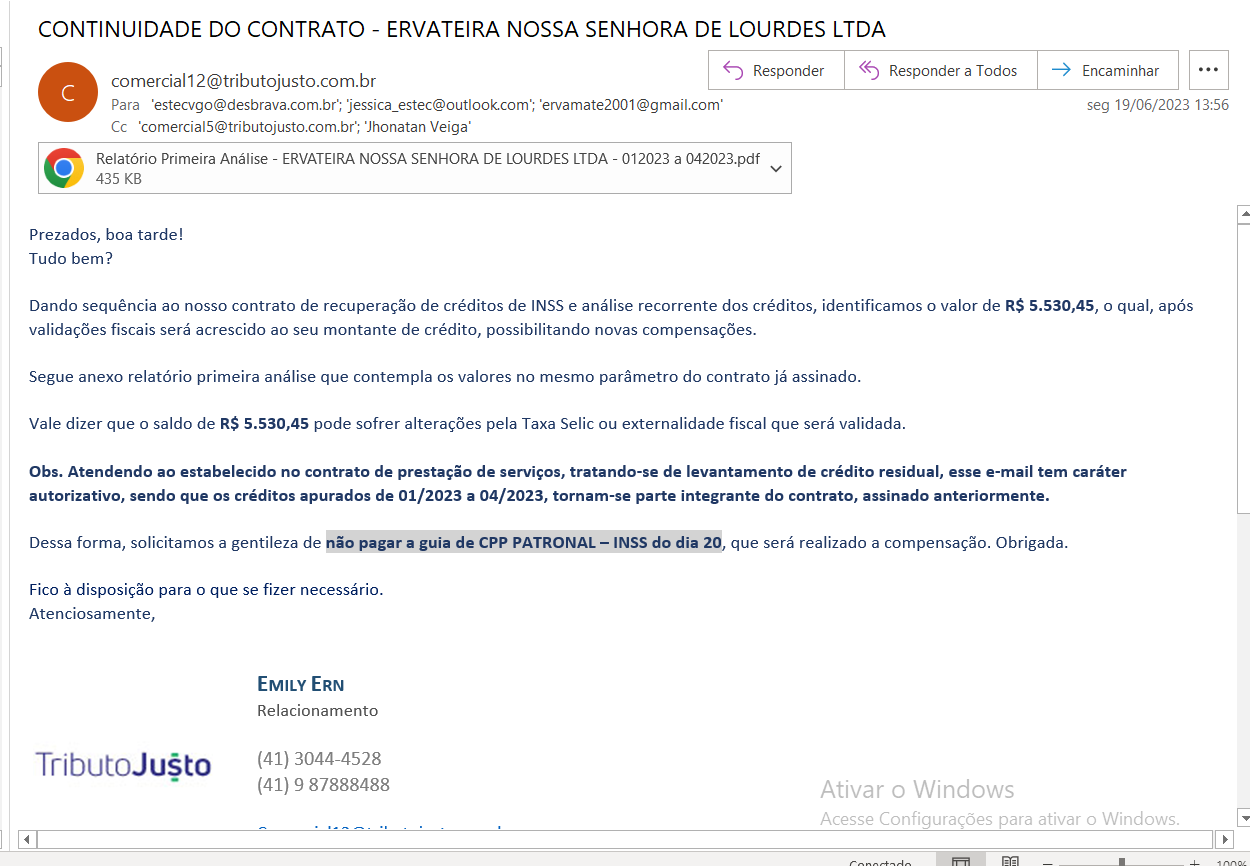 CONTINUIDADE DO CONTRATO - ERVATEIRA NOSSA SENHORA DE LOURDES LTDA
C
comercial12@tributojusto.com.br
Responder
Responder a Todos
Encaminhar
Para 'estecvgo@desbrava.com.br'; 'jessica_estec@outlook.com'; 'ervamate2001@gmail.com'
seg 19/06/2023 13:56
Cc 'comercial5@tributojusto.com.br'; 'Jhonatan Veiga'
Relatório Primeira Análise - ERVATEIRA NOSSA SENHORA DE LOURDES LTDA - 012023 a 042023.pdf
435 KB
Prezados, boa tarde!
Tudo bem?
Dando sequência ao nosso contrato de recuperação de créditos de INSS e análise recorrente dos créditos, identificamos o valor de R$ 5.530,45, o qual, após
validações fiscais será acrescido ao seu montante de crédito, possibilitando novas compensações.
Segue anexo relatório primeira análise que contempla os valores no mesmo parâmetro do contrato já assinado.
Vale dizer que o saldo de R$ 5.530,45 pode sofrer alterações pela Taxa Selic ou externalidade fiscal que será validada.
Obs. Atendendo ao estabelecido no contrato de prestação de serviços, tratando-se de levantamento de crédito residual, esse e-mail tem caráter
autorizativo, sendo que os créditos apurados de 01/2023 a 04/2023, tornam-se parte integrante do contrato, assinado anteriormente.
Dessa forma, solicitamos a gentileza de não pagar a guia de CPP PATRONAL – INSS do dia 20, que será realizado a compensação. Obrigada.
Fico à disposição para o que se fizer necessário.
Atenciosamente,
EMILY ERN
Relacionamento
TributoJusto
(41) 3044-4528
(41) 9 87888488
Ativar o Windows
Acesse Configurações para ativar o Windows.
Conectado
100%